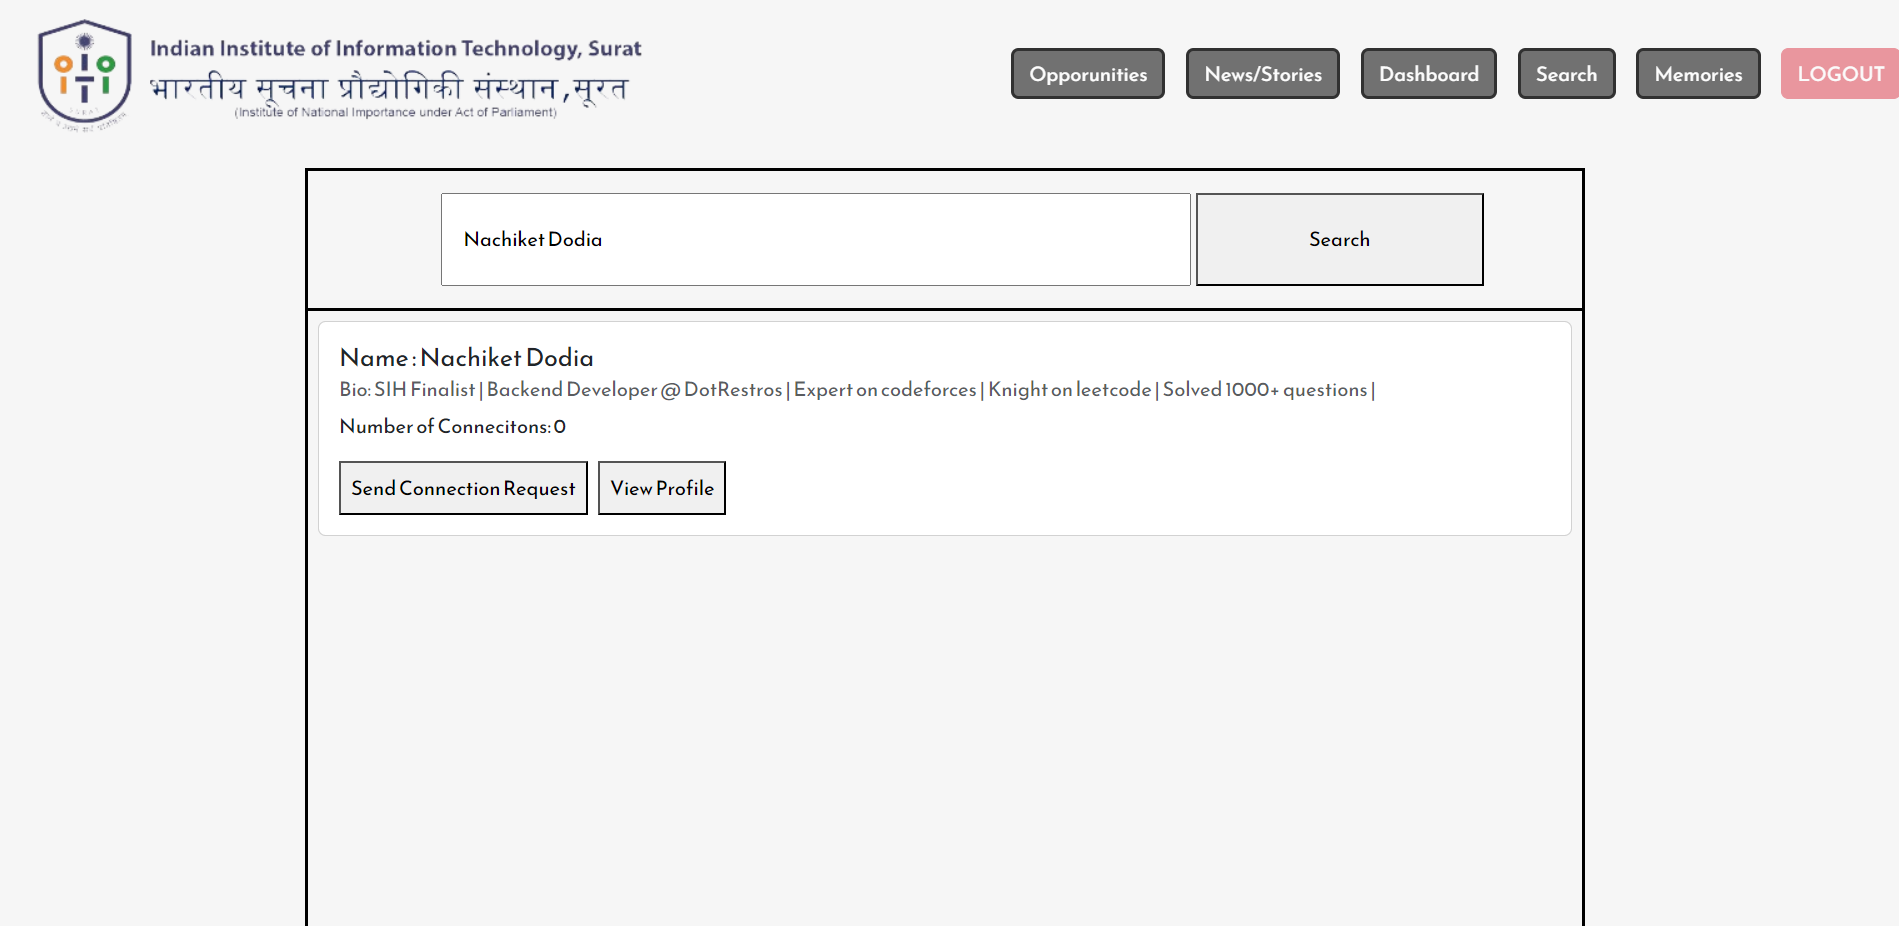 Indian Institute of Information Technology, Surat
भारतीय सूचना प्रौद्योगिकी संस्थान,सूरत
(Institute of National Importance under Act of Parliament)
Opporunities News/Stories Dashboard Search Memories LOGOUT
Nachiket Dodia Search
Name : Nachiket Dodia
Bio: SIH Finalist | Backend Developer @ DotRestros | Expert on codeforces | Knight on leetcode | Solved 1000+ questions |
Number of Conneciton‌s: 0
Send Connection Request View Profile